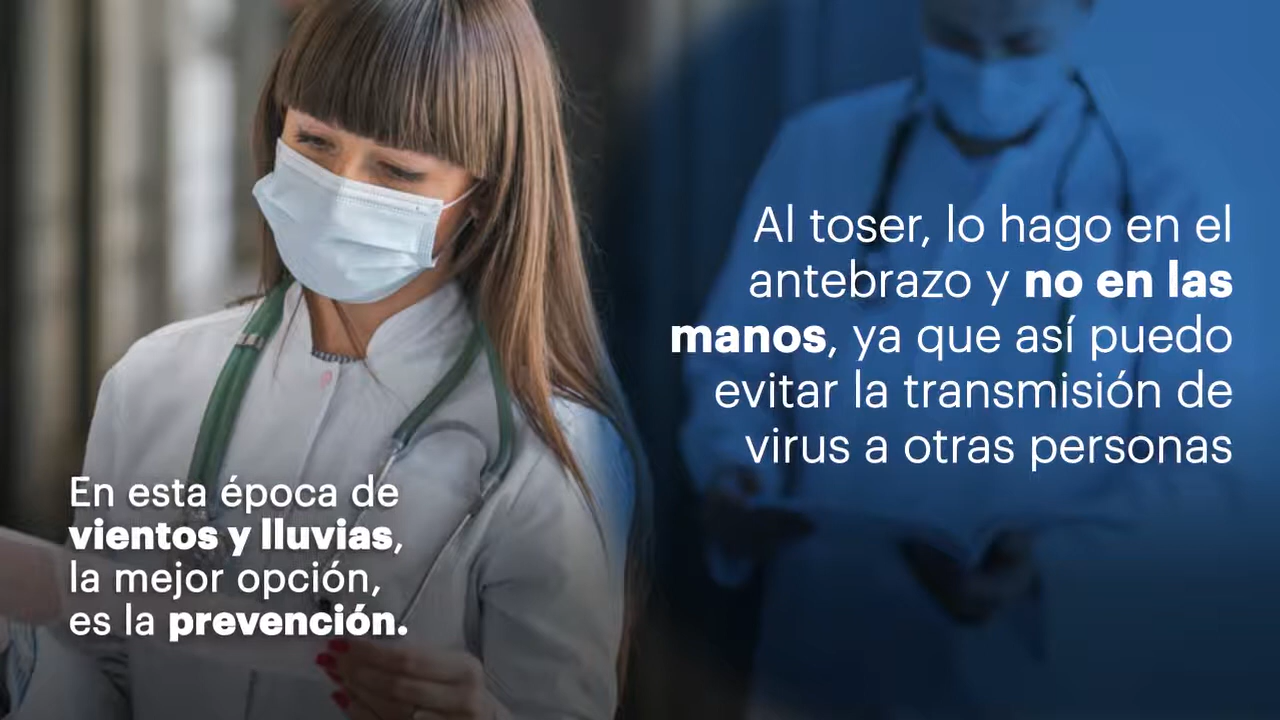 En esta época de
vientos y lluvias,
la mejor opción,
es la prevención.
Al toser, lo hago en el
antebrazo y no en las
manos, ya que así puedo
evitar la transmisión de
virus a otras personas